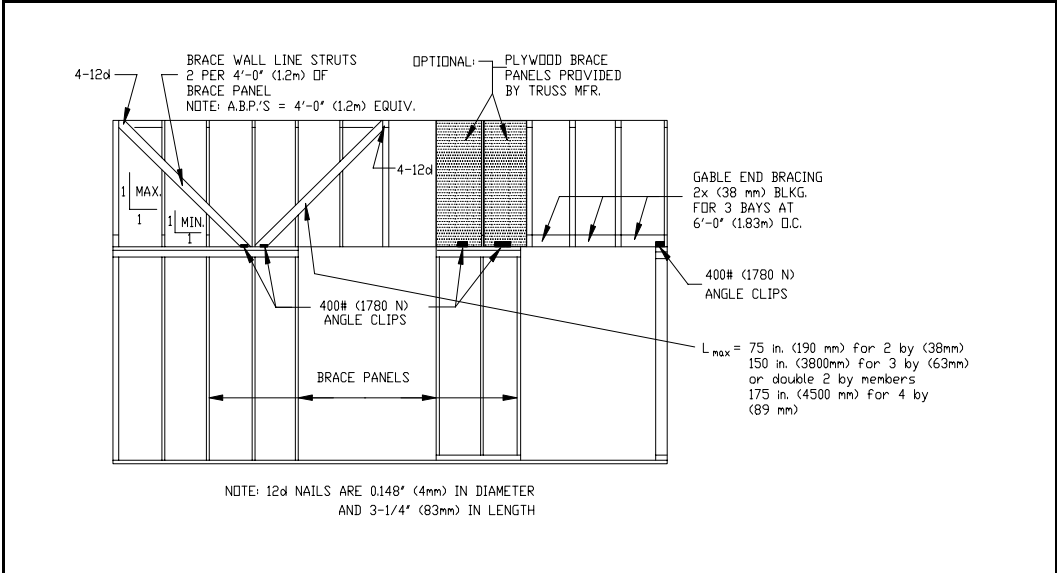 BRACE WALL LINE STRUTS
2 PER 4'-0" (1.2m) OF
BRACE PANEL
NOTE: A.B.P.'S = 4'-0" (1.2m) EQUIV.
4-12d
OPTIONAL:
PLYWOOD BRACE
PANELS PROVIDED
BY TRUSS MFR.
4-12d
1 MAX.
1
1 MIN.
1
GABLE END BRACING
2x (38 mm) BLKG.
FOR 3 BAYS AT
6'-0" (1.83m) O.C.
400# (1780 N)
ANGLE CLIPS
400# (1780 N)
ANGLE CLIPS
Lmax = 75 in. (190 mm) for 2 by (38mm)
150 in. (3800mm) for 3 by (63mm)
or double 2 by members
175 in. (4500 mm) for 4 by
(89 mm)
BRACE PANELS
NOTE: 12d NAILS ARE 0.148" (4mm) IN DIAMETER
AND 3-1/4" (83mm) IN LENGTH